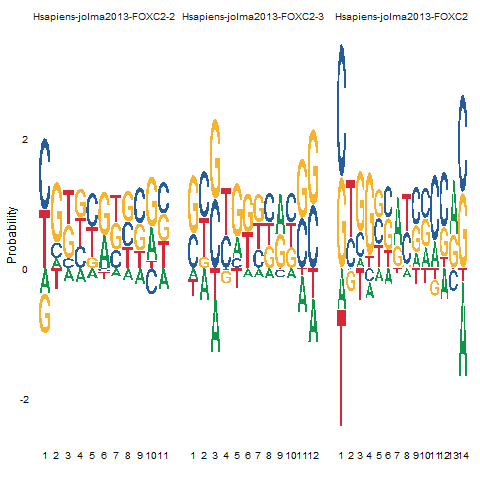 Hsapiens-jolma2013-FOXC2-2 Hsapiens-jolma2013-FOXC2-3 Hsapiens-jolma2013-FOXC2
Probability
2
0
-2
1 2 3 4 5 6 7 8 9 10 11 1 2 3 4 5 6 7 8 9 10 11 12 1 2 3 4 5 6 7 8 9 10 11 12 13 14